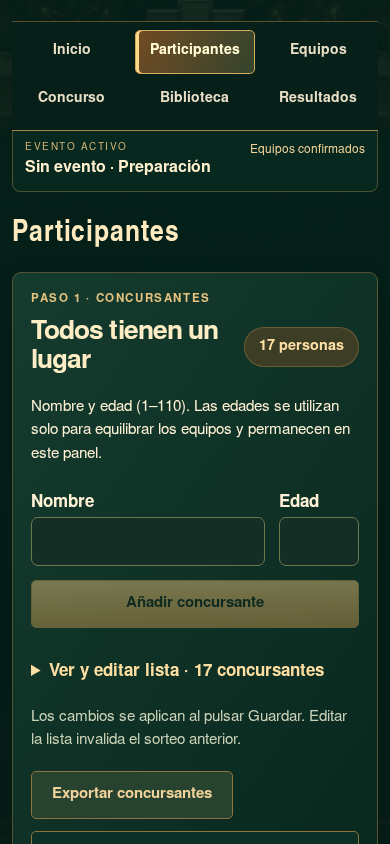 Inicio Participantes Equipos
Concurso Biblioteca Resultados
EVENTO ACTIVO
Sin evento · Preparación
Equipos confirmados
Participantes
PASO 1 · CONCURSANTES
Todos tienen un
lugar
17 personas
Nombre y edad (1–110). Las edades se utilizan
solo para equilibrar los equipos y permanecen en
este panel.
Nombre Edad
Añadir concursante
Ver y editar lista · 17 concursantes
Los cambios se aplican al pulsar Guardar. Editar
la lista invalida el sorteo anterior.
Exportar concursantes